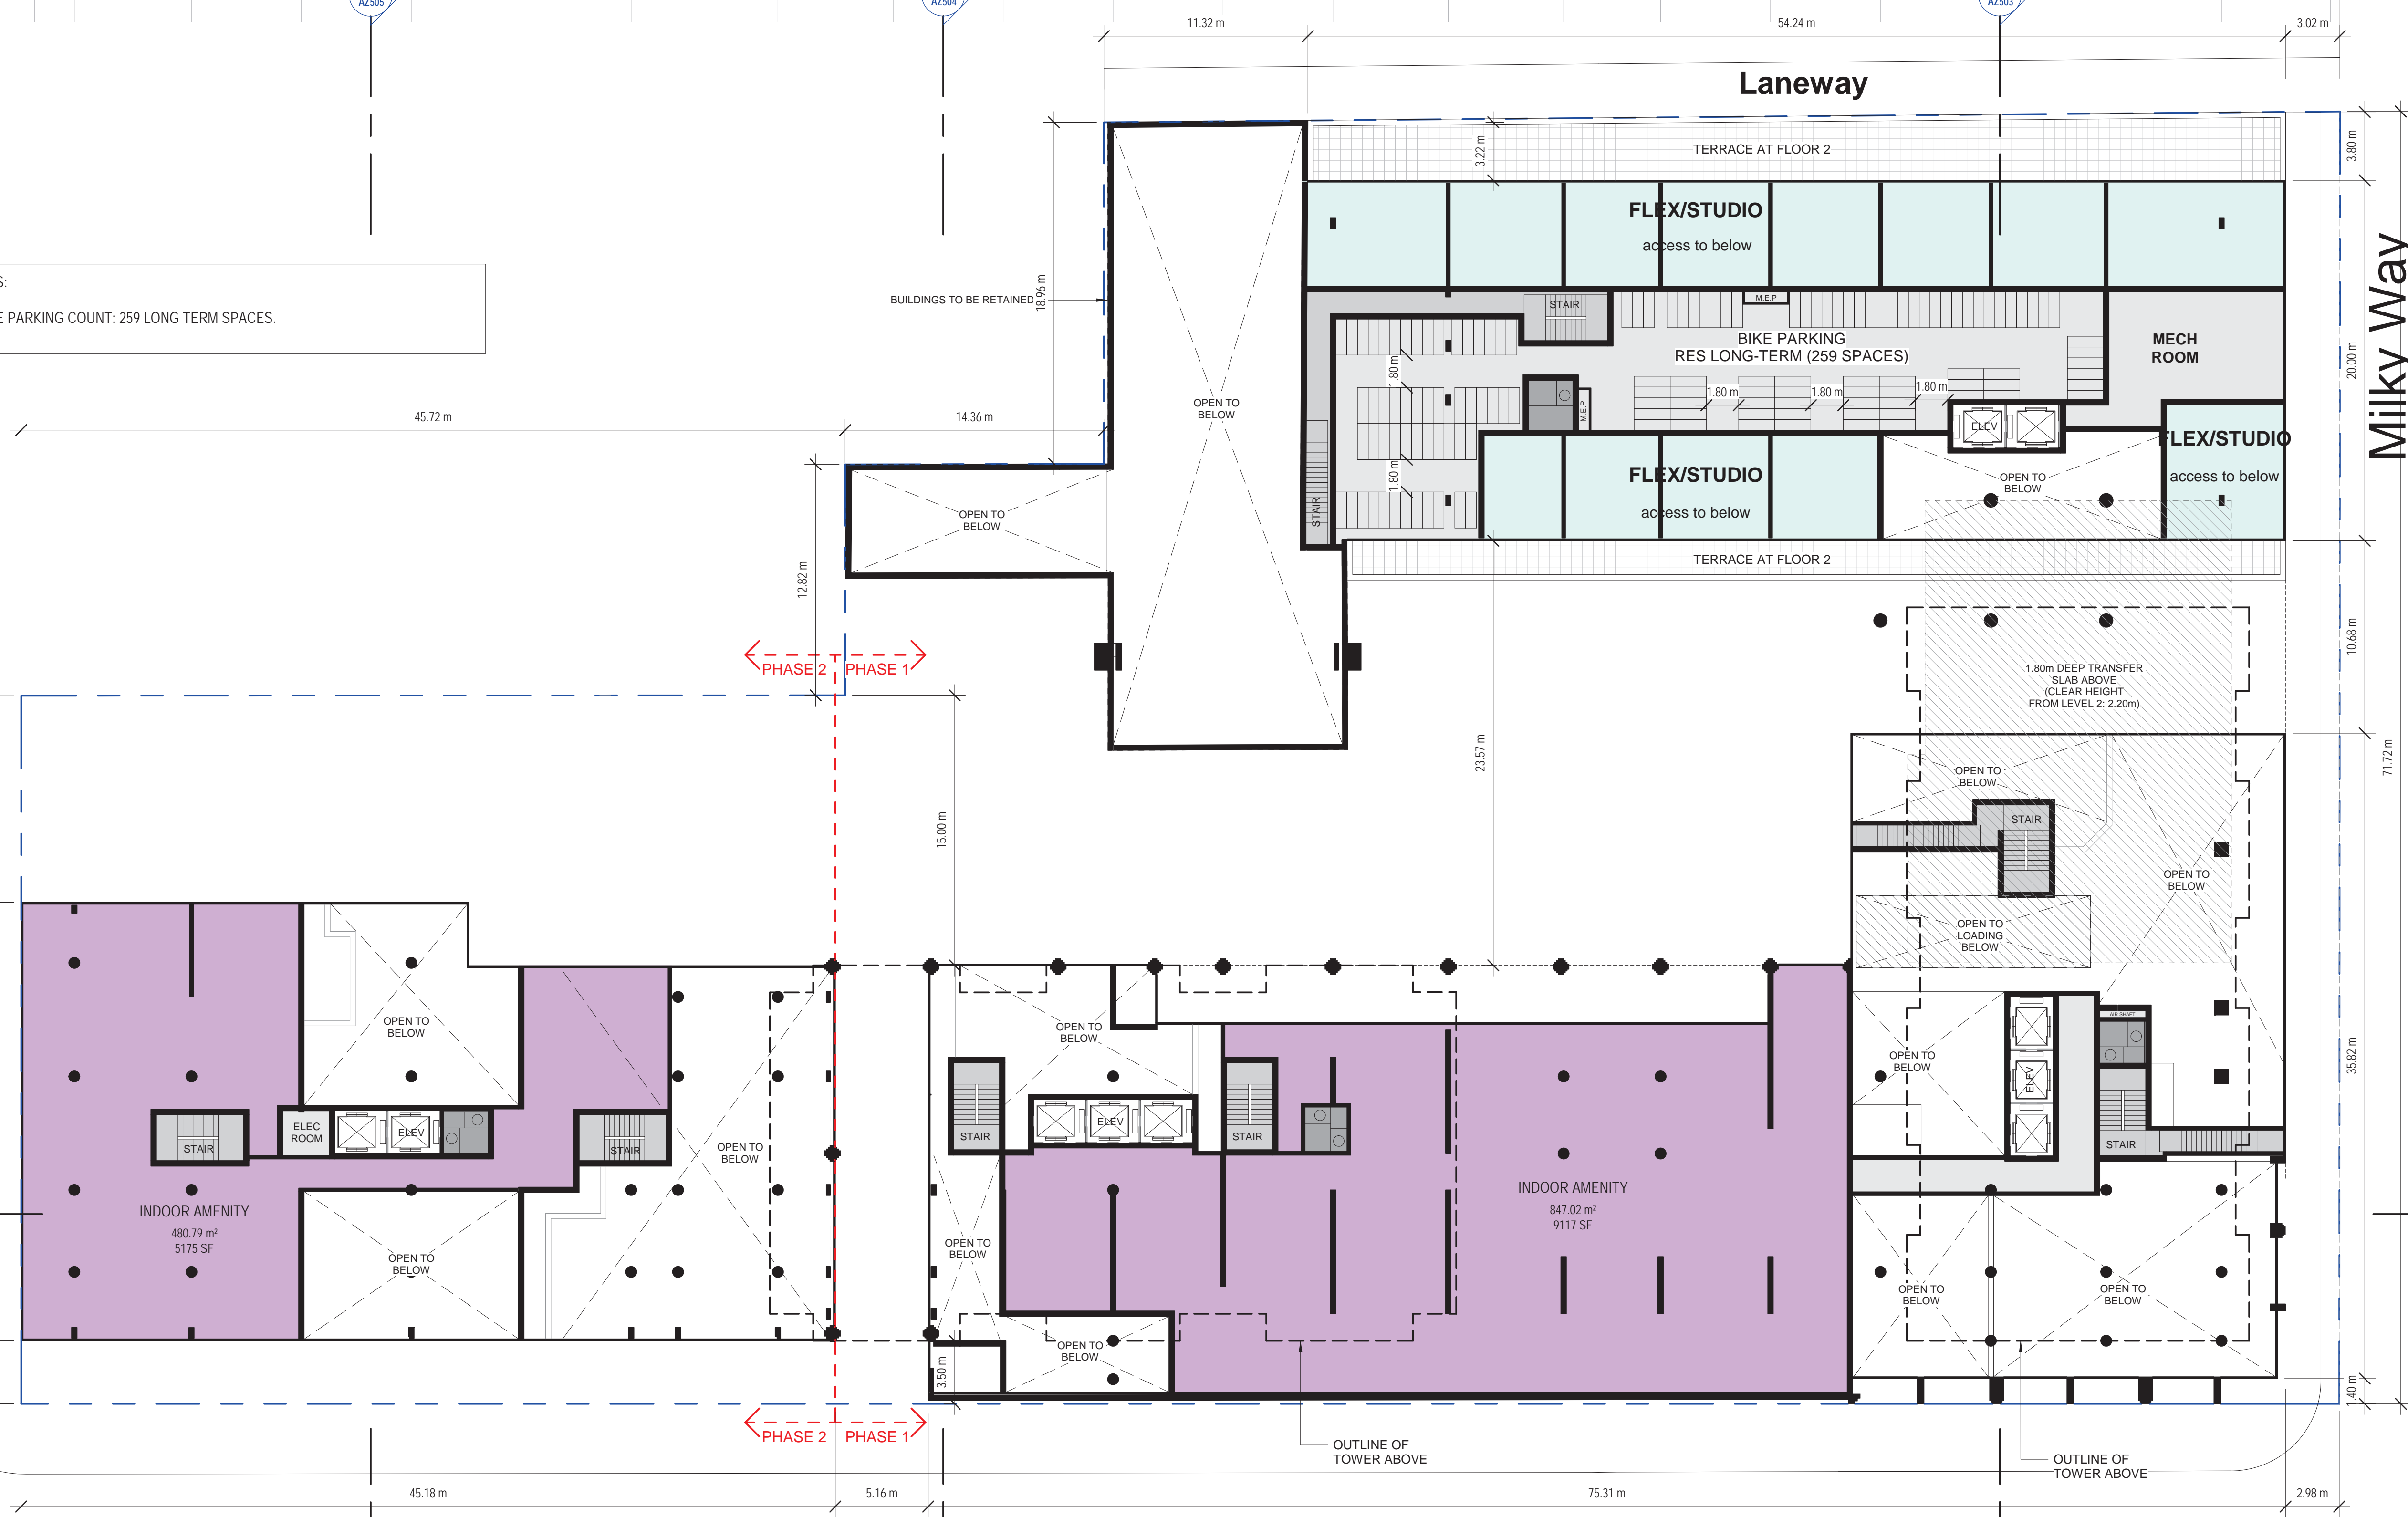 AZ505
AZ504
AZ503
11.32 m
54.24 m
3.02 m
Laneway
3.80 m
TERRACE AT FLOOR 2
3.22 m
FLEX/STUDIO
access to below
Milky Way
S:
E PARKING COUNT: 259 LONG TERM SPACES.
BUILDINGS TO BE RETAINED
18.96 m
STAIR
M.E.P
BIKE PARKING
RES LONG-TERM (259 SPACES)
MECH
ROOM
20.00 m
1.80 m
1.80 m
1.80 m
1.80 m
M.E.P
OPEN TO
BELOW
45.72 m
14.36 m
ELEV
FLEX/STUDIO
access to below
FLEX/STUDIO
access to below
1.80 m
OPEN TO
BELOW
STAIR
OPEN TO
BELOW
12.82 m
TERRACE AT FLOOR 2
10.68 m
PHASE 2
PHASE 1
1.80m DEEP TRANSFER
SLAB ABOVE
(CLEAR HEIGHT
FROM LEVEL 2: 2.20m)
23.57 m
71.72 m
OPEN TO
BELOW
15.00 m
STAIR
OPEN TO
BELOW
OPEN TO
LOADING
BELOW
OPEN TO
BELOW
OPEN TO
BELOW
AIR SHAFT
OPEN TO
BELOW
35.82 m
ELEV
ELEC
ROOM
ELEV
STAIR
STAIR
OPEN TO
BELOW
STAIR
ELEV
STAIR
STAIR
INDOOR AMENITY
480.79 m²
5175 SF
INDOOR AMENITY
847.02 m²
9117 SF
OPEN TO
BELOW
OPEN TO
BELOW
OPEN TO
BELOW
OPEN TO
BELOW
OPEN TO
BELOW
3.50 m
1.40 m
PHASE 2
PHASE 1
OUTLINE OF
TOWER ABOVE
OUTLINE OF
TOWER ABOVE
45.18 m
5.16 m
75.31 m
2.98 m